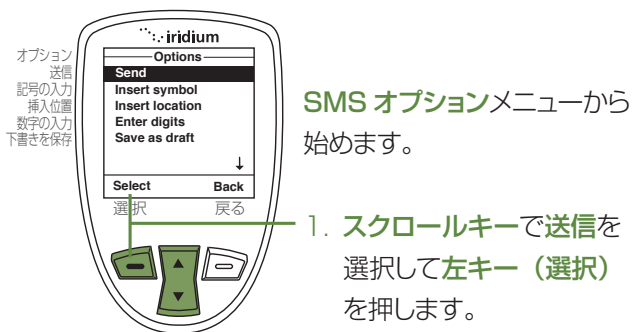 iridium
オプション
送信
記号の入力
挿入位置
数字の入力
下書きを保存
Options
Send
Insert symbol
Insert location
Enter digits
Save as draft
↓
Select Back
選択 戻る
SMS オプションメニューから
始めます。
1. スクロールキーで送信を
選択して左キー（選択）
を押します。